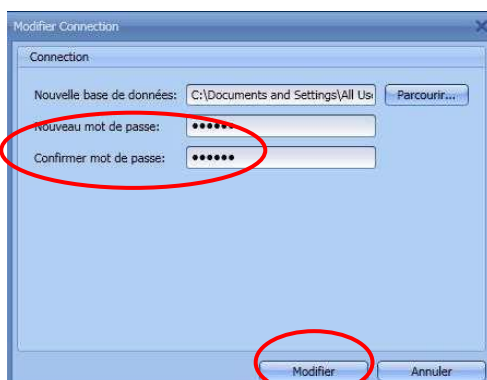 Modifier Connection
Connection
Nouvelle base de données: C:\Documents and Settings\All Us Parcourir...
Nouveau mot de passe: ••••••
Confirmer mot de passe: ••••••
Modifier Annuler